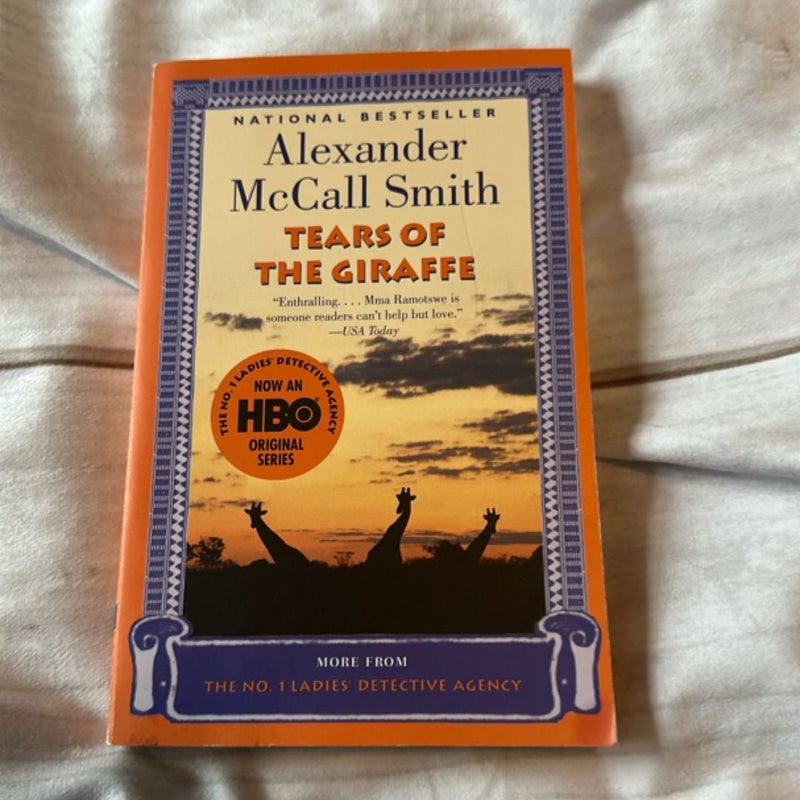 NATIONAL BESTSELLER
Alexander
McCall Smith
TEARS OF
THE GIRAFFE
“Enthralling. . . . Mma Ramotswe is
someone readers can't help but love.”
—USA Today
THE NO. 1 LADIES' DETECTIVE AGENCY
NOW AN
HBO®
ORIGINAL
SERIES
MORE FROM
THE NO. 1 LADIES' DETECTIVE AGENCY